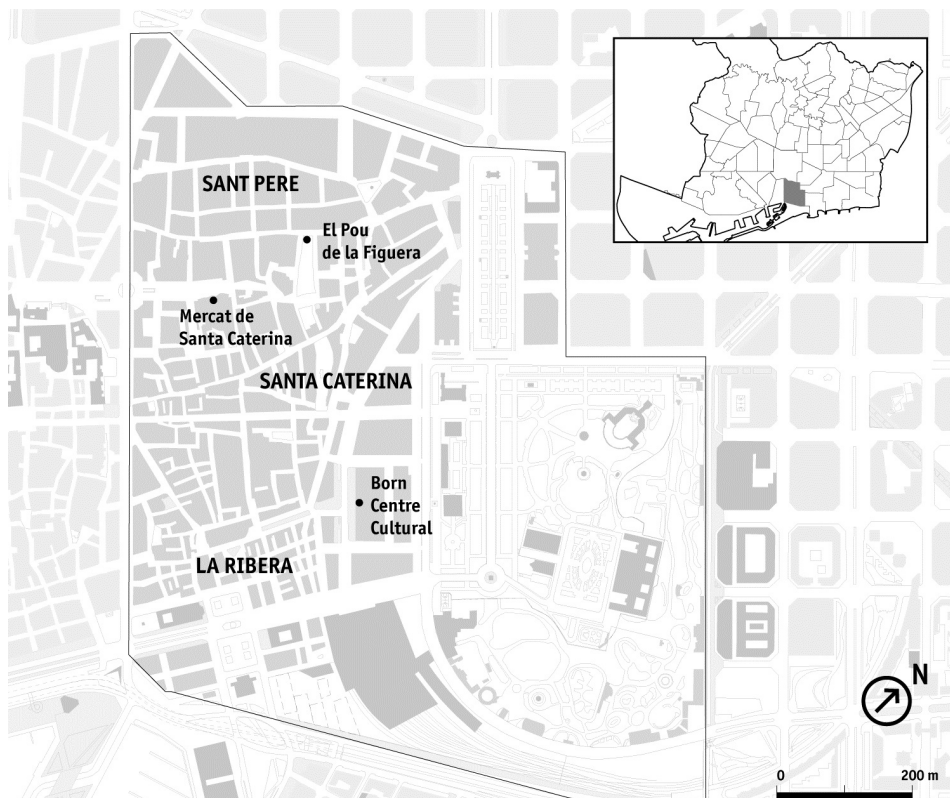 SANT PERE
El Pou
de la Figuera
Mercat de
Santa Caterina
SANTA CATERINA
Born
Centre
Cultural
LA RIBERA
N
0
200 m